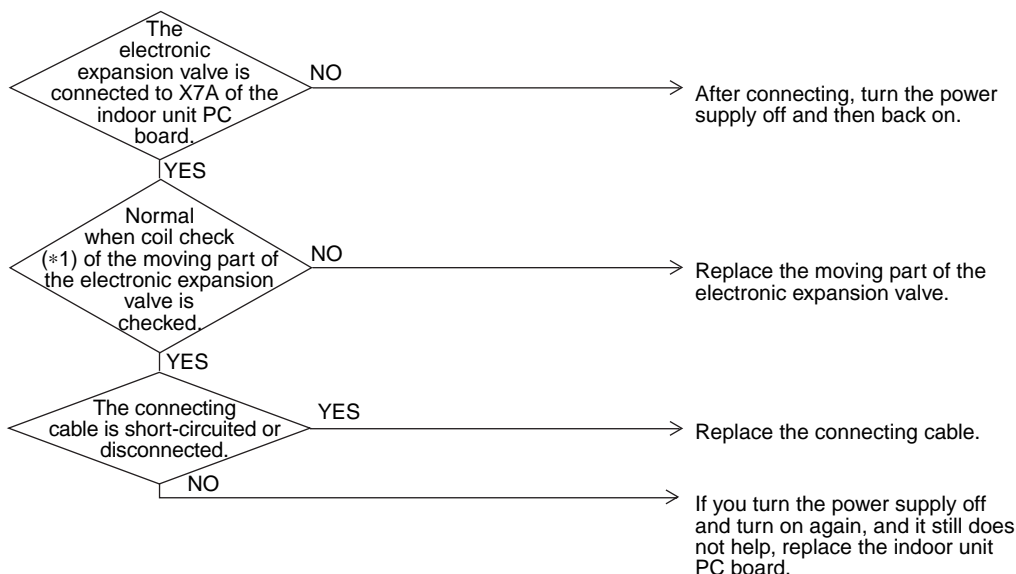 The
electronic
expansion valve is
connected to X7A of the
indoor unit PC
board.
NO
After connecting, turn the power
supply off and then back on.
YES
Normal
when coil check
(*1) of the moving part of
the electronic expansion
valve is
checked.
NO
Replace the moving part of the
electronic expansion valve.
YES
The connecting
cable is short-circuited or
disconnected.
YES
Replace the connecting cable.
NO
If you turn the power supply off
and turn on again, and it still does
not help, replace the indoor unit
PC board.